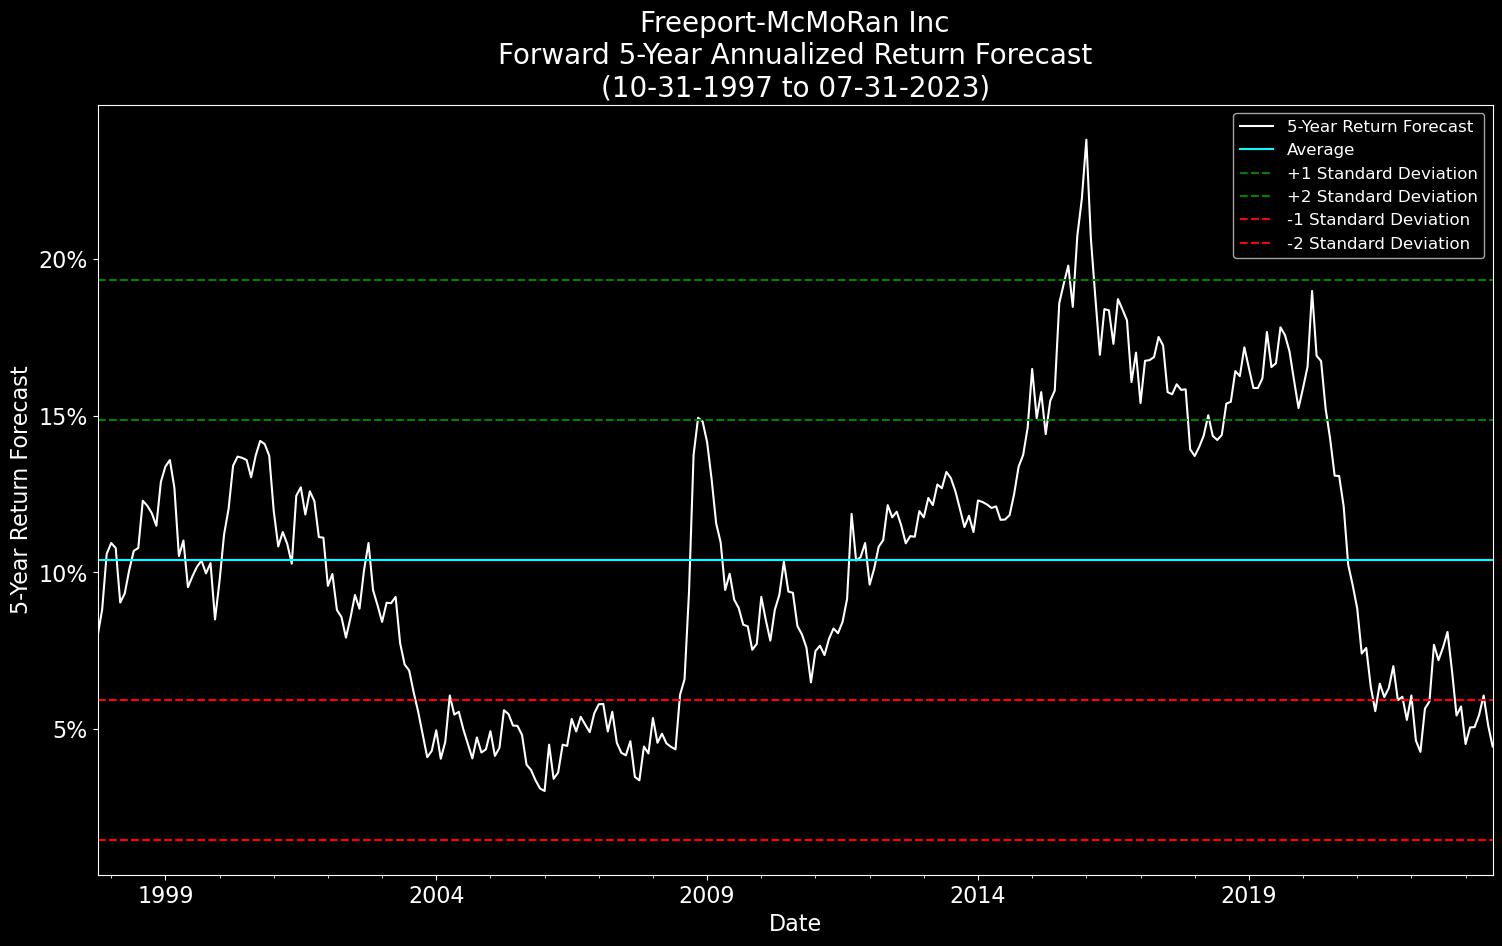 Freeport-McMoRan Inc
Forward 5-Year Annualized Return Forecast
(10-31-1997 to 07-31-2023)
5-Year Return Forecast
Average
+1 Standard Deviation
+2 Standard Deviation
-1 Standard Deviation
-2 Standard Deviation
5-Year Return Forecast
20%
15%
10%
5%
1999
2004
2009
2014
2019
Date